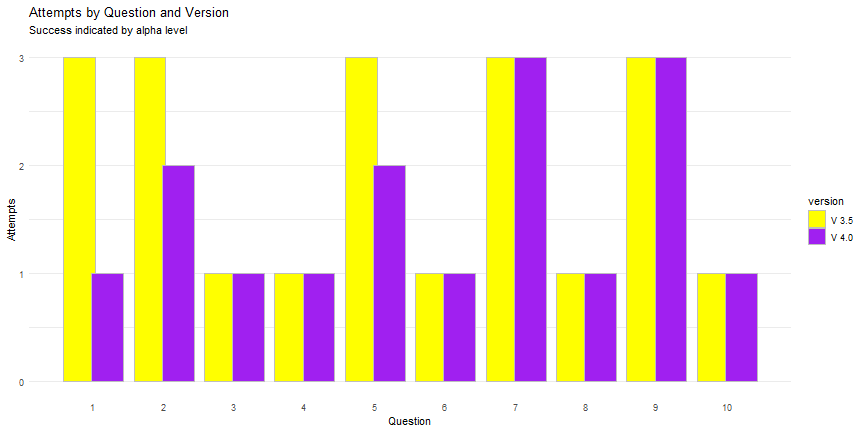 Attempts by Question and Version
Success indicated by alpha level
3
2
1
0
Attempts
1 2 3 4 5 6 7 8 9 10
Question
version
V 3.5
V 4.0